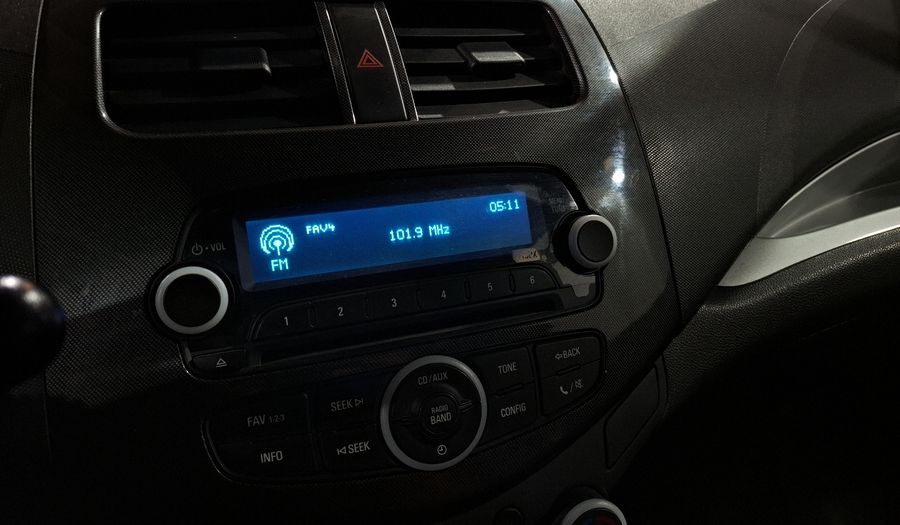 05:11
FAV4
101.9 MHz
FM
VOL
1 2 3 4 5 6
CD/AUX
RADIO
BAND
TONE
BACK
CONFIG
SEEK
SEEK
FAV 1-2-3
INFO